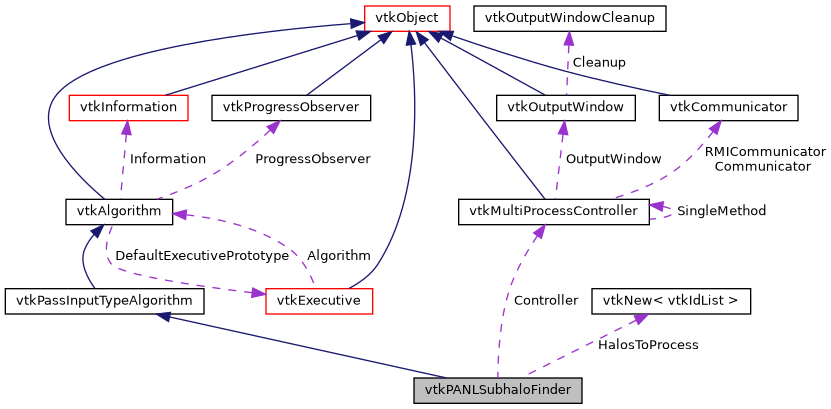 vtkObject
vtkOutputWindowCleanup
Cleanup
vtkInformation
vtkProgressObserver
vtkOutputWindow
vtkCommunicator
Information
ProgressObserver
OutputWindow
RMICommunicator
Communicator
vtkAlgorithm
vtkMultiProcessController
SingleMethod
DefaultExecutivePrototype
Algorithm
vtkPassInputTypeAlgorithm
vtkExecutive
Controller
vtkNew< vtkIdList >
HalosToProcess
vtkPANLSubhaloFinder